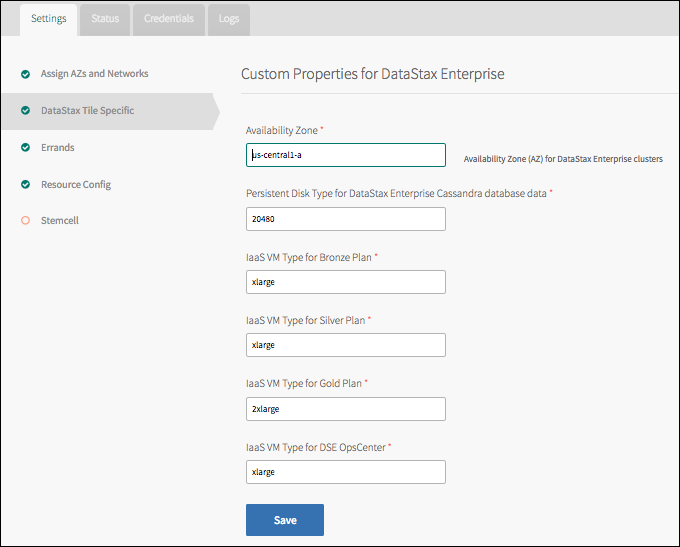 Settings
Status
Credentials
Logs
Assign AZs and Networks
DataStax Tile Specific
Errands
Resource Config
Stemcell
Custom Properties for DataStax Enterprise
Availability Zone *
us-central1-a
Availability Zone (AZ) for DataStax Enterprise clusters
Persistent Disk Type for DataStax Enterprise Cassandra database data *
20480
IaaS VM Type for Bronze Plan *
xlarge
IaaS VM Type for Silver Plan *
xlarge
IaaS VM Type for Gold Plan *
2xlarge
IaaS VM Type for DSE OpsCenter *
xlarge
Save